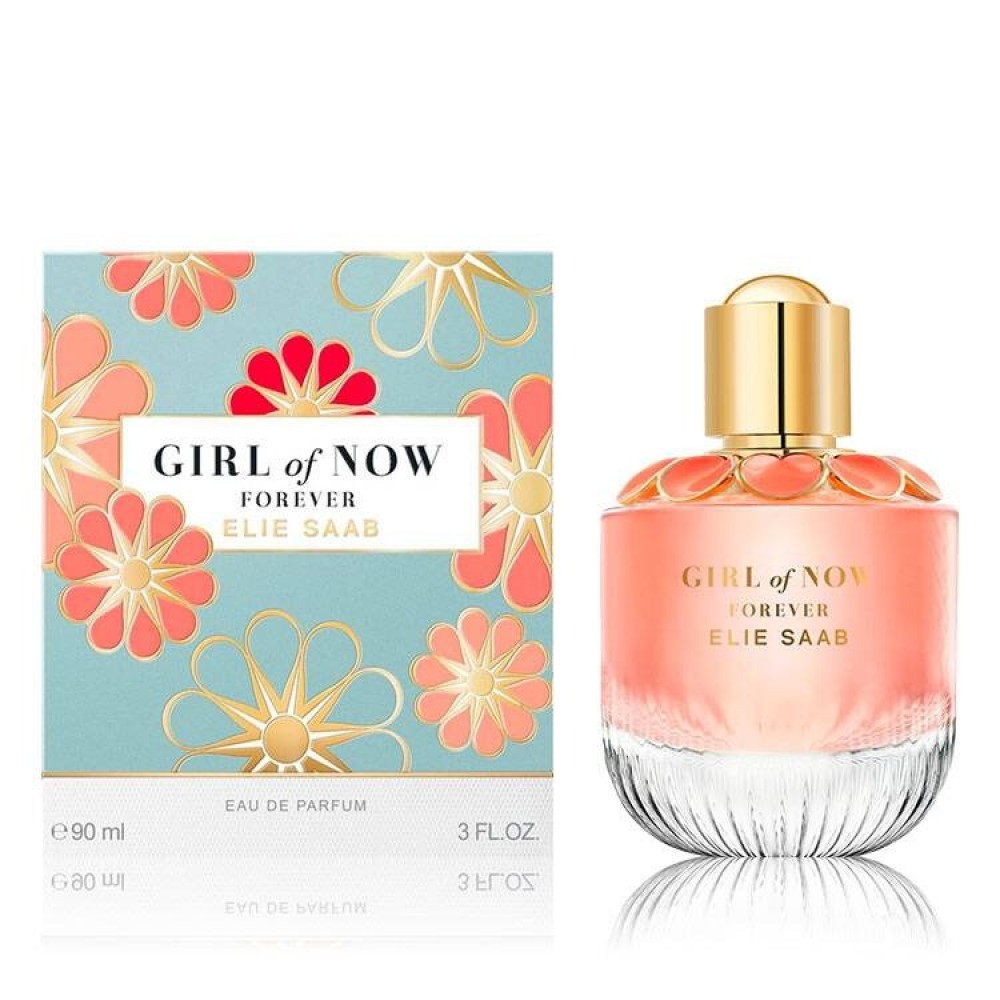 GIRL of NOW
FOREVER
ELIE SAAB
EAU DE PARFUM
℮ 90 ml
3 FL.OZ.
GIRL of NOW
FOREVER
ELIE SAAB